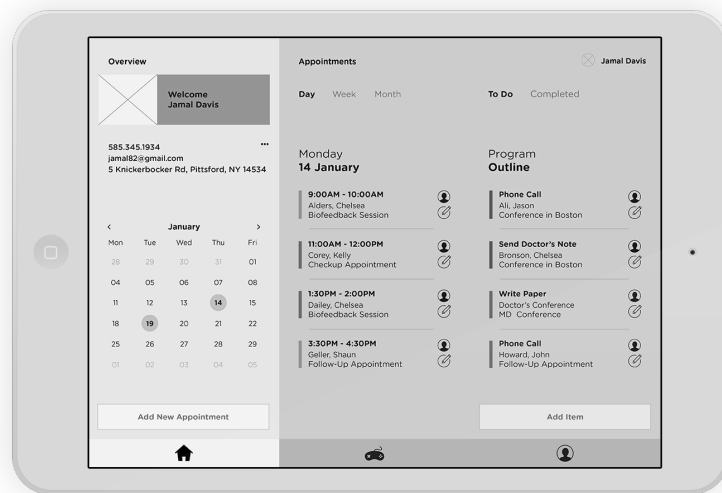 Overview
Welcome
Jamal Davis
585.345.1934
jamal82@gmail.com
5 Knickerbocker Rd, Pittsford, NY 14534
January
Mon Tue Wed Thu Fri
28 29 30 31 01
04 05 06 07 08
11 12 13 14 15
18 19 20 21 22
25 26 27 28 29
01 02 03 04 05
Add New Appointment
Appointments
Jamal Davis
Day Week Month
Monday
14 January
9:00AM - 10:00AM
Alders, Chelsea
Biofeedback Session
11:00AM - 12:00PM
Corey, Kelly
Checkup Appointment
1:30PM - 2:00PM
Dailey, Chelsea
Biofeedback Session
3:30PM - 4:30PM
Geller, Shaun
Follow-Up Appointment
To Do Completed
Program
Outline
Phone Call
Ali, Jason
Conference in Boston
Send Doctor's Note
Bronson, Chelsea
Conference in Boston
Write Paper
Doctor's Conference
MD Conference
Phone Call
Howard, John
Follow-Up Appointment
Add Item